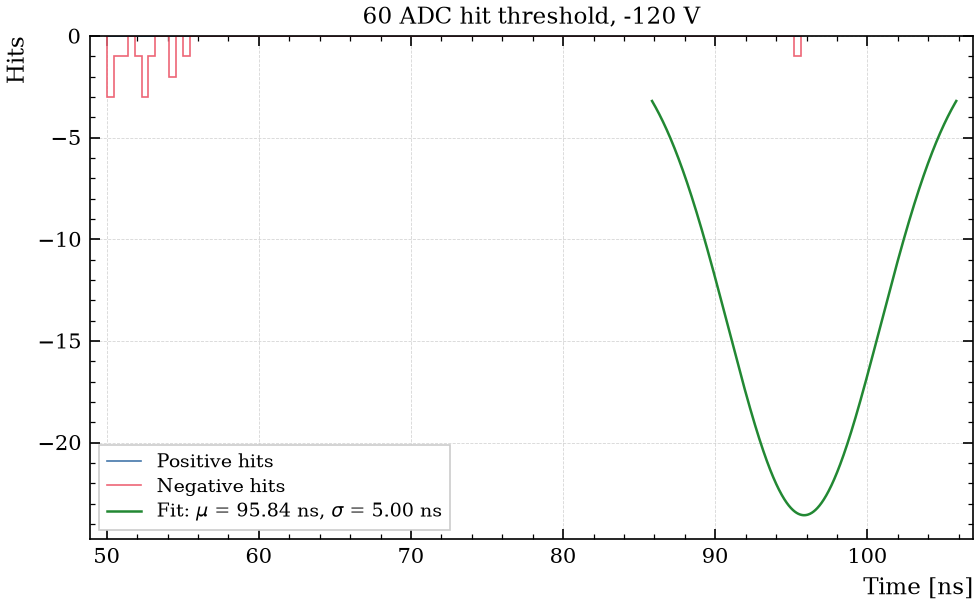 60 ADC hit threshold, -120 V
Hits
0
−5
−10
−15
−20
Positive hits
Negative hits
Fit: μ = 95.84 ns, σ = 5.00 ns
50 60 70 80 90 100
Time [ns]